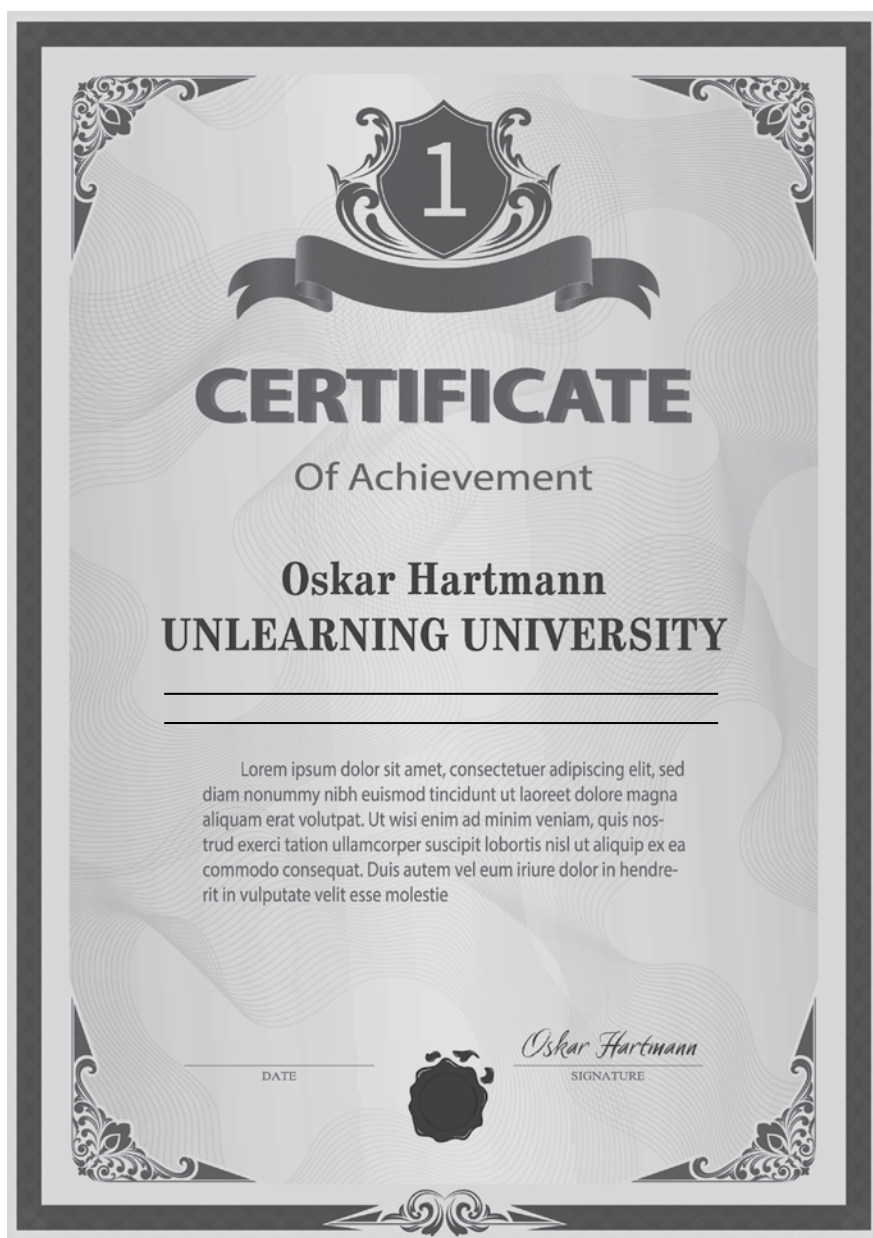 1
CERTIFICATE
Of Achievement
Oskar Hartmann
UNLEARNING UNIVERSITY
Lorem ipsum dolor sit amet, consectetuer adipiscing elit, sed
diam nonummy nibh euismod tincidunt ut laoreet dolore magna
aliquam erat volutpat. Ut wisi enim ad minim veniam, quis nos-
trud exerci tation ullamcorper suscipit lobortis nisl ut aliquip ex ea
commodo consequat. Duis autem vel eum iriure dolor in hendre-
rit in vulputate velit esse molestie
Oskar Hartmann
DATE
SIGNATURE